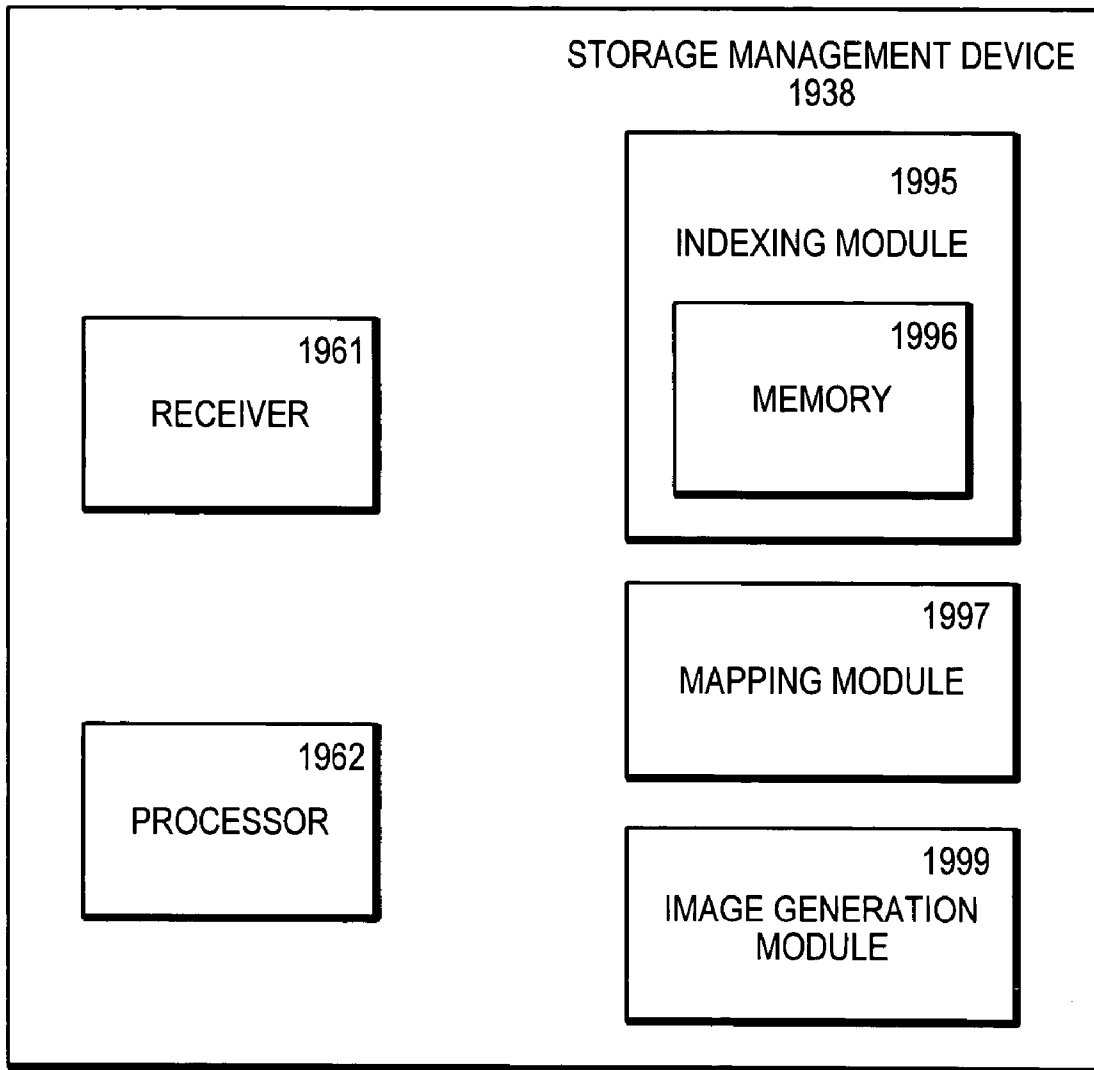 STORAGE MANAGEMENT DEVICE
1938
1995
INDEXING MODULE
1996
MEMORY
1961
RECEIVER
1997
MAPPING MODULE
1962
PROCESSOR
1999
IMAGE GENERATION
MODULE